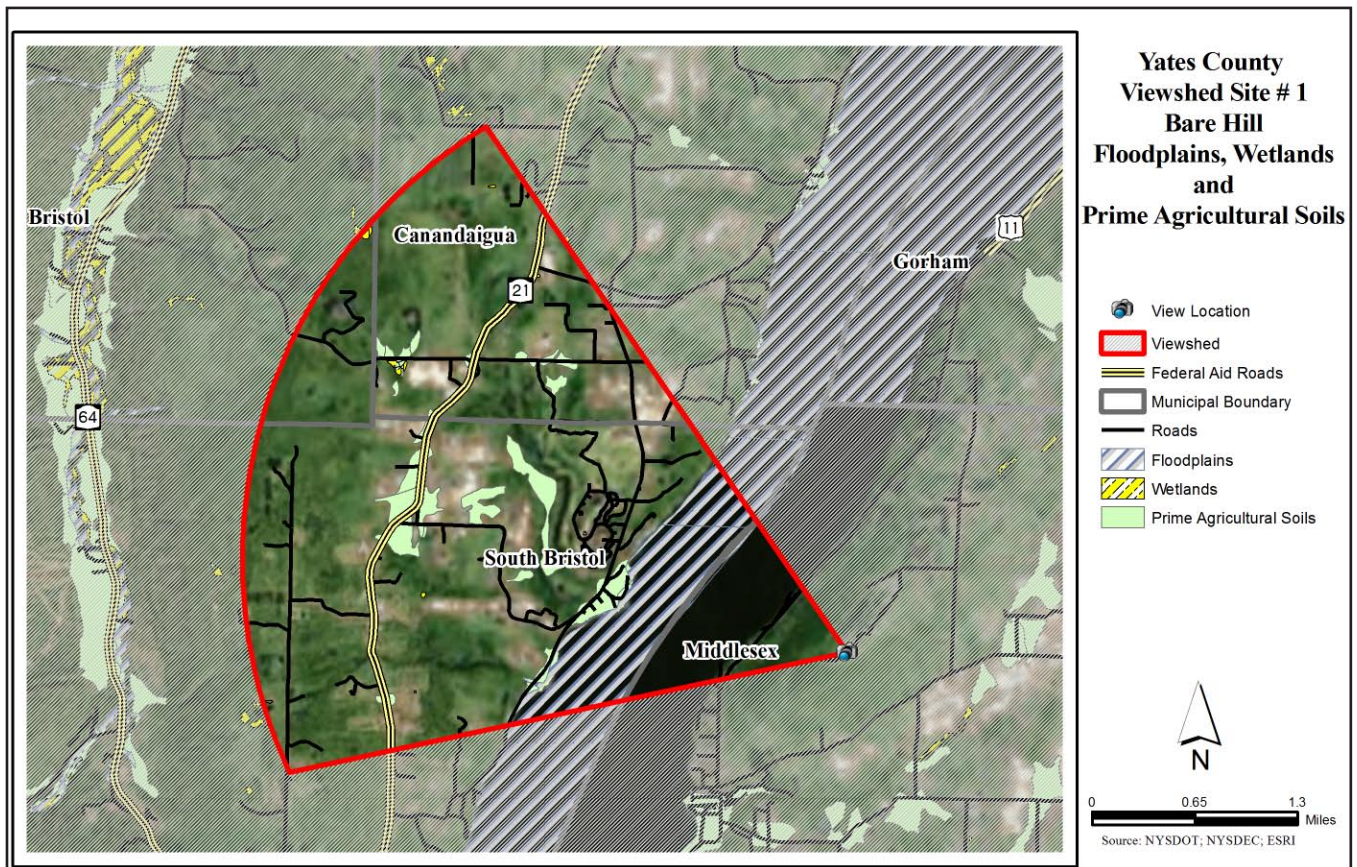 Yates County
Viewshed Site # 1
Bare Hill
Floodplains, Wetlands
and
Prime Agricultural Soils
Bristol
Canandaigua
11
Gorham
21
64
South Bristol
Middlesex
View Location
Viewshed
Federal Aid Roads
Municipal Boundary
Roads
Floodplains
Wetlands
Prime Agricultural Soils
N
0 0.65 1.3
Miles
Source: NYSDOT; NYSDEC; ESRI